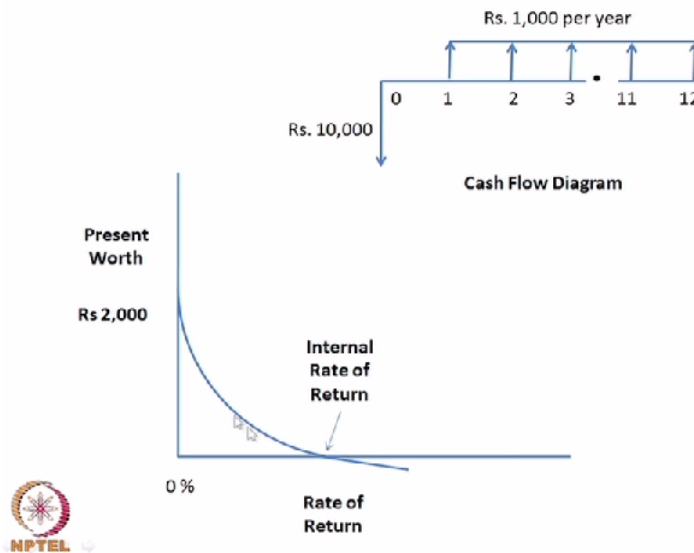 Rs. 1,000 per year
0 1 2 3 11 12
Rs. 10,000
Cash Flow Diagram
Present
Worth
Rs 2,000
Internal
Rate of
Return
0 %
Rate of
Return
NPTEL